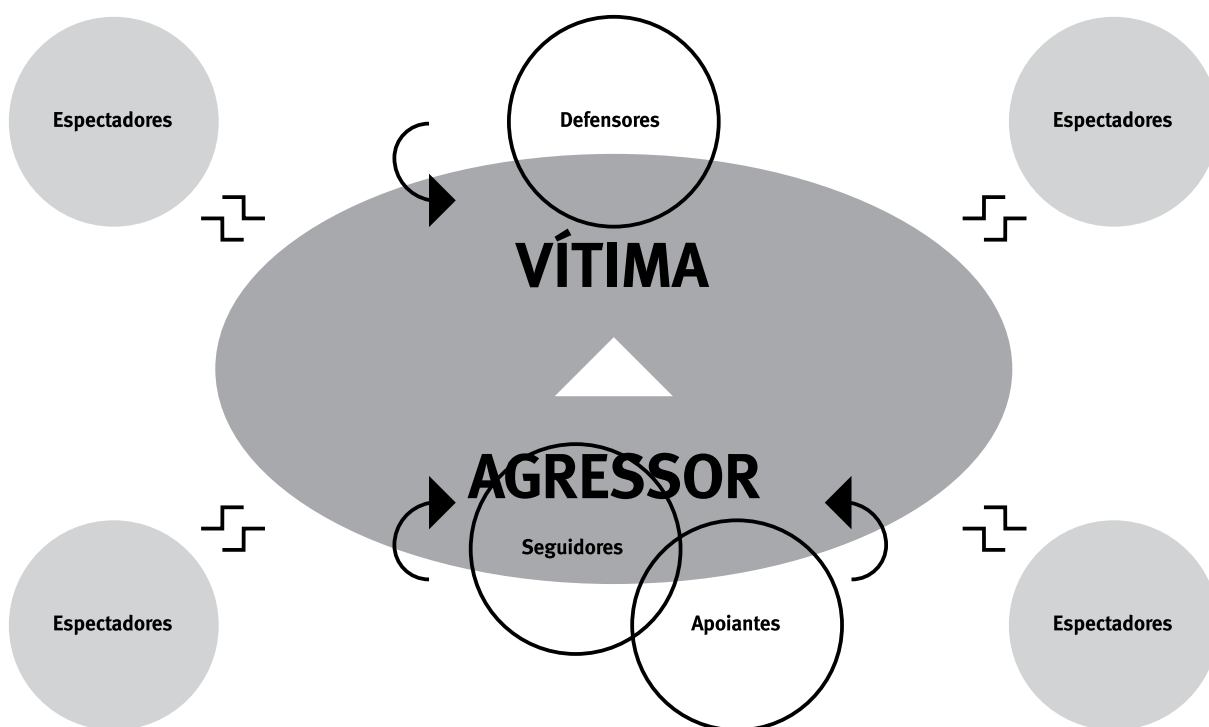 Espectadores
Defensores
Espectadores
VÍTIMA
AGRESSOR
Seguidores
Espectadores
Apoiantes
Espectadores